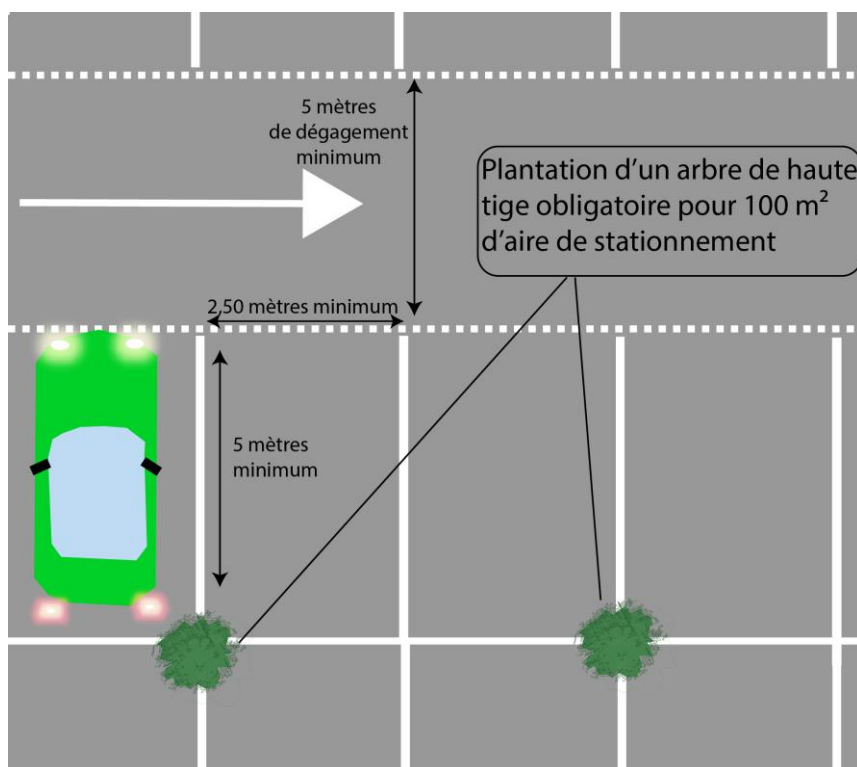 5 mètres
de dégagement
minimum
Plantation d’un arbre de haute
tige obligatoire pour 100 m²
d’aire de stationnement
2,50 mètres minimum
5 mètres
minimum